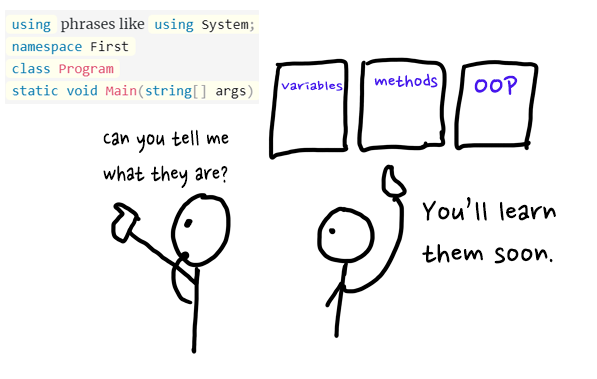 using phrases like using System;
namespace First
class Program
static void Main(string[] args)
can you tell me
what they are?
variables
methods
OOP
You'll learn
them soon.